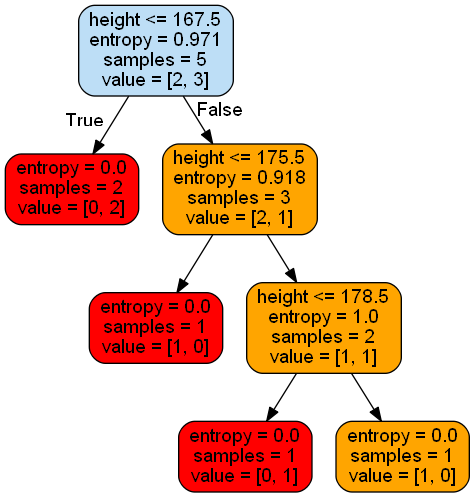 height <= 167.5
entropy = 0.971
samples = 5
value = [2, 3]
True
False
entropy = 0.0
samples = 2
value = [0, 2]
height <= 175.5
entropy = 0.918
samples = 3
value = [2, 1]
entropy = 0.0
samples = 1
value = [1, 0]
height <= 178.5
entropy = 1.0
samples = 2
value = [1, 1]
entropy = 0.0
samples = 1
value = [0, 1]
entropy = 0.0
samples = 1
value = [1, 0]